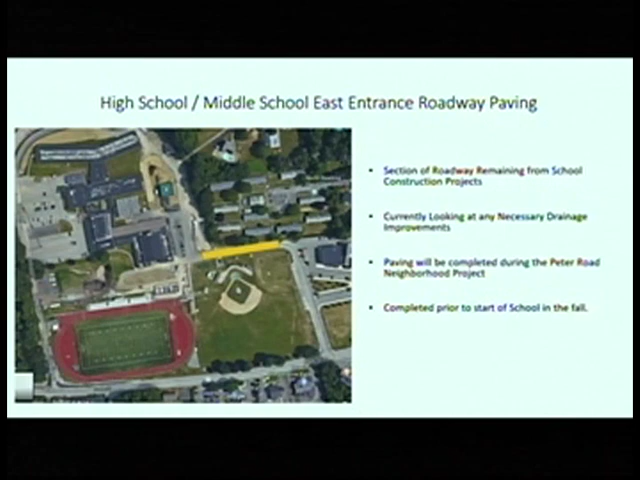 High School / Middle School East Entrance Roadway Paving
• Section of Roadway Remaining from School
Construction Projects
• Currently Looking at any Necessary Drainage
Improvements
• Paving will be completed during the Peter Road
Neighborhood Project
• Completed prior to start of School in the fall.